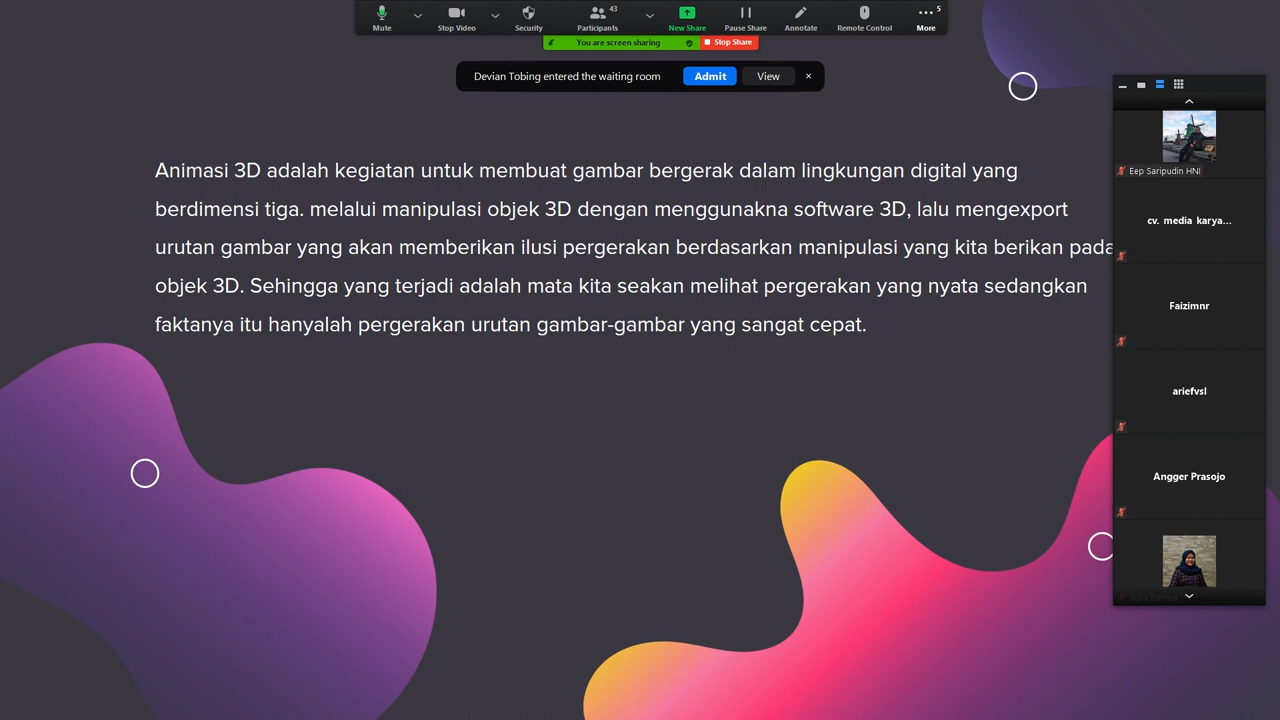 43
5
Mute
Stop Video
Security
Participants
New Share
Pause Share
Annotate
Remote Control
More
You are screen sharing
Stop Share
Devian Tobing entered the waiting room
Admit
View
Animasi 3D adalah kegiatan untuk membuat gambar bergerak dalam lingkungan digital yang
berdimensi tiga. melalui manipulasi objek 3D dengan menggunakna software 3D, lalu mengexport
urutan gambar yang akan memberikan ilusi pergerakan berdasarkan manipulasi yang kita berikan pada
objek 3D. Sehingga yang terjadi adalah mata kita seakan melihat pergerakan yang nyata sedangkan
faktanya itu hanyalah pergerakan urutan gambar-gambar yang sangat cepat.
Eep Saripudin HNI
cv. media karya...
Faizimnr
ariefvsl
Angger Prasojo